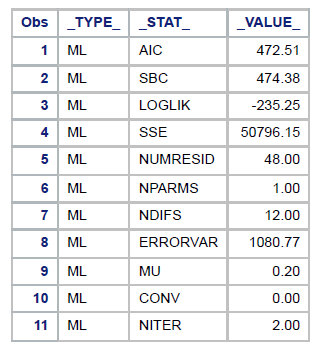 Obs _TYPE_ _STAT_ _VALUE_
1 ML AIC 472.51
2 ML SBC 474.38
3 ML LOGLIK -235.25
4 ML SSE 50796.15
5 ML NUMRESID 48.00
6 ML NPARMS 1.00
7 ML NDIFS 12.00
8 ML ERRORVAR 1080.77
9 ML MU 0.20
10 ML CONV 0.00
11 ML NITER 2.00